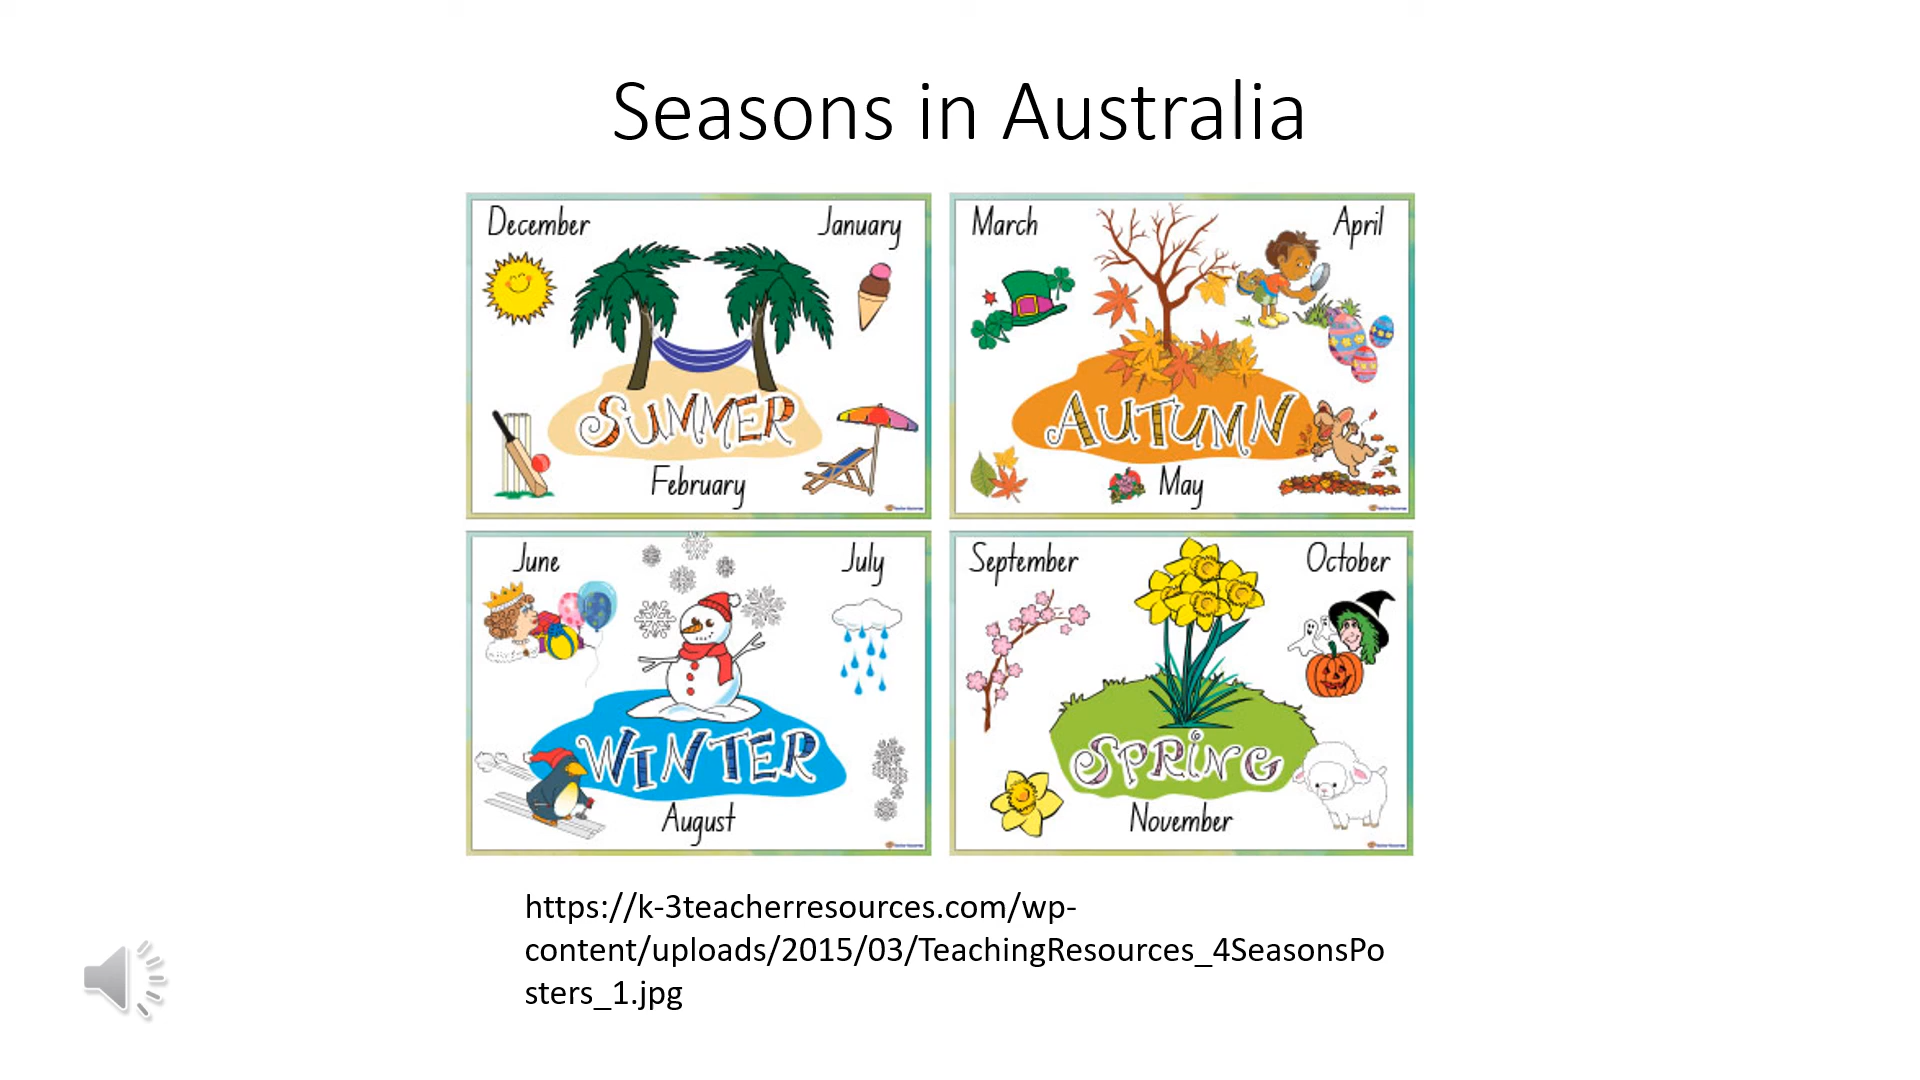 Seasons in Australia
December January
SUMMER
February
March April
AUTUMN
May
June July
WINTER
August
September October
SPRING
November
https://k-3teacherresources.com/wp-
content/uploads/2015/03/TeachingResources_4SeasonsPo
sters_1.jpg